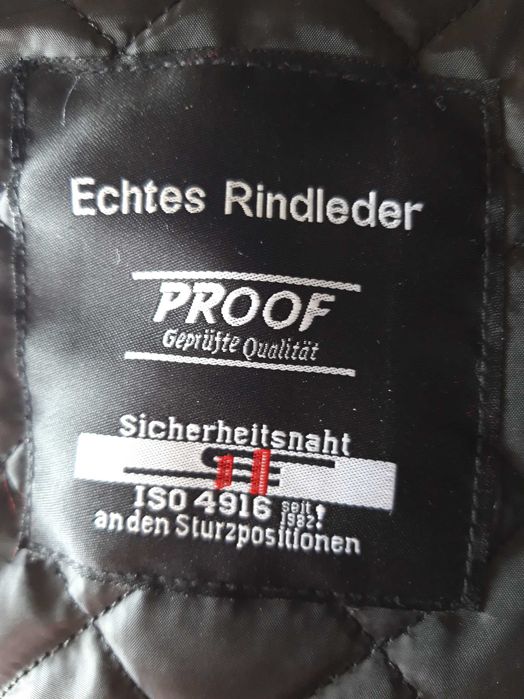 Echtes Rindleder
PROOF
Geprüfte Qualität
Sicherheitsnaht
ISO 4916 seit 1982!
an den Sturzpositionen